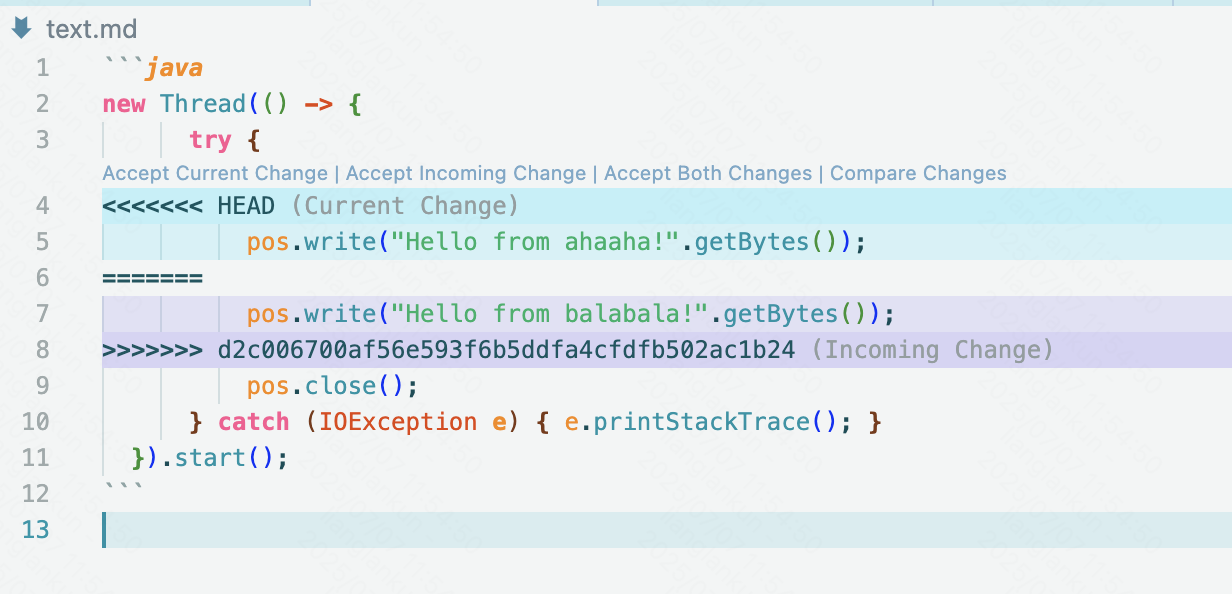 text.md
1 ```java
2 new Thread(() -> {
3       try {
Accept Current Change | Accept Incoming Change | Accept Both Changes | Compare Changes
4 <<<<<<< HEAD (Current Change)
5           pos.write("Hello from ahaaha!".getBytes());
6 =======
7           pos.write("Hello from balabala!".getBytes());
8 >>>>>>> d2c006700af56e593f6b5ddfa4cfdfb502ac1b24 (Incoming Change)
9           pos.close();
10       } catch (IOException e) { e.printStackTrace(); }
11   }).start();
12 ```
13